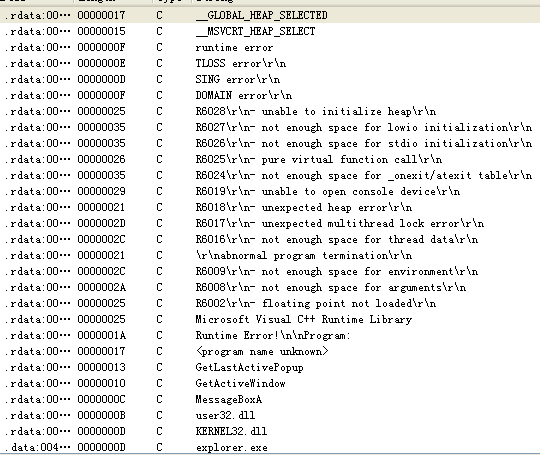 .rdata:00··· 00000017 C __GLOBAL_HEAP_SELECTED
.rdata:00··· 00000015 C __MSVCRT_HEAP_SELECT
.rdata:00··· 0000000F C runtime error
.rdata:00··· 0000000E C TLOSS error\r\n
.rdata:00··· 0000000D C SING error\r\n
.rdata:00··· 0000000F C DOMAIN error\r\n
.rdata:00··· 00000025 C R6028\r\n- unable to initialize heap\r\n
.rdata:00··· 00000035 C R6027\r\n- not enough space for lowio initialization\r\n
.rdata:00··· 00000035 C R6026\r\n- not enough space for stdio initialization\r\n
.rdata:00··· 00000026 C R6025\r\n- pure virtual function call\r\n
.rdata:00··· 00000035 C R6024\r\n- not enough space for _onexit/atexit table\r\n
.rdata:00··· 00000029 C R6019\r\n- unable to open console device\r\n
.rdata:00··· 00000021 C R6018\r\n- unexpected heap error\r\n
.rdata:00··· 0000002D C R6017\r\n- unexpected multithread lock error\r\n
.rdata:00··· 0000002C C R6016\r\n- not enough space for thread data\r\n
.rdata:00··· 00000021 C \r\nabnormal program termination\r\n
.rdata:00··· 0000002C C R6009\r\n- not enough space for environment\r\n
.rdata:00··· 0000002A C R6008\r\n- not enough space for arguments\r\n
.rdata:00··· 00000025 C R6002\r\n- floating point not loaded\r\n
.rdata:00··· 00000025 C Microsoft Visual C++ Runtime Library
.rdata:00··· 0000001A C Runtime Error!\n\nProgram:
.rdata:00··· 00000017 C <program name unknown>
.rdata:00··· 00000013 C GetLastActivePopup
.rdata:00··· 00000010 C GetActiveWindow
.rdata:00··· 0000000C C MessageBoxA
.rdata:00··· 0000000B C user32.dll
.rdata:00··· 0000000D C KERNEL32.dll
.data:004··· 0000000D C explorer.exe